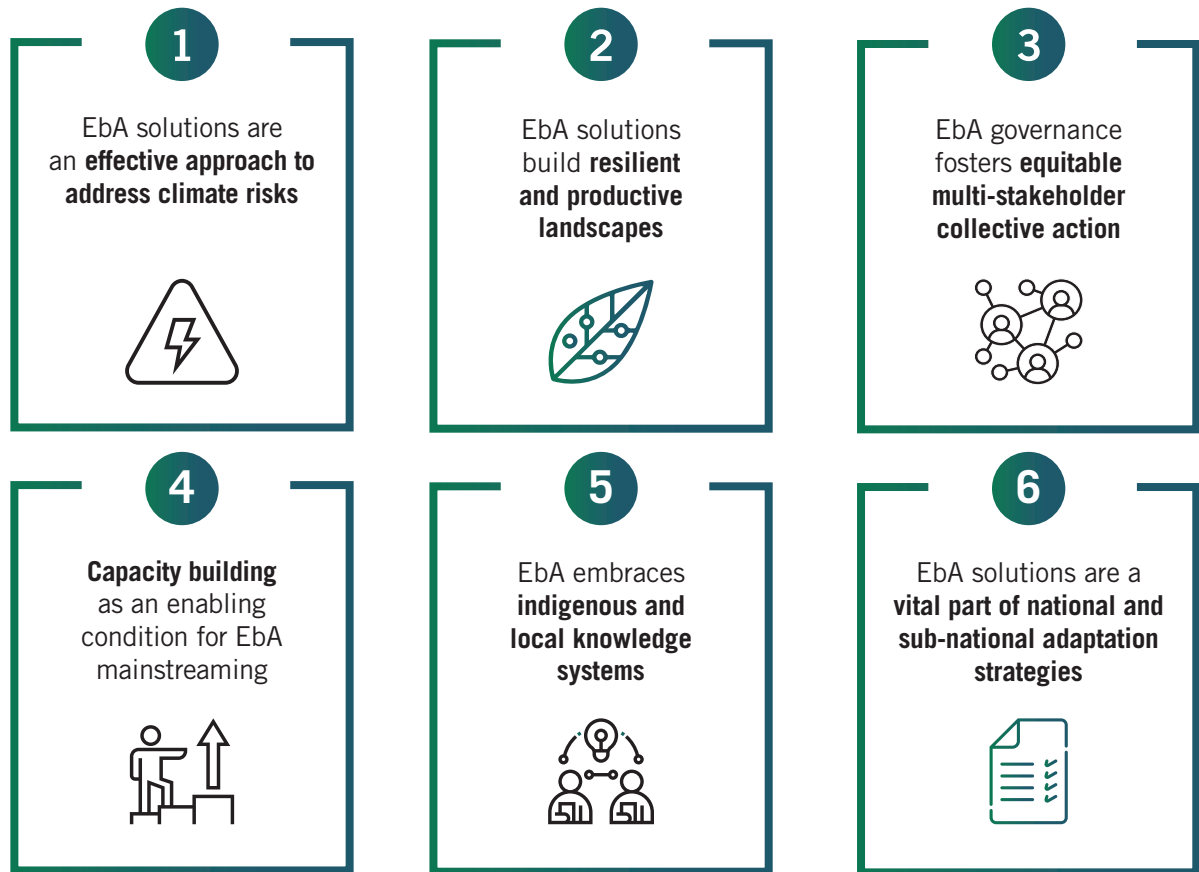 1
EbA solutions are
an effective approach to
address climate risks
2
EbA solutions
build resilient
and productive
landscapes
3
EbA governance
fosters equitable
multi-stakeholder
collective action
4
Capacity building
as an enabling
condition for EbA
mainstreaming
5
EbA embraces
indigenous and
local knowledge
systems
6
EbA solutions are a
vital part of national and
sub-national adaptation
strategies